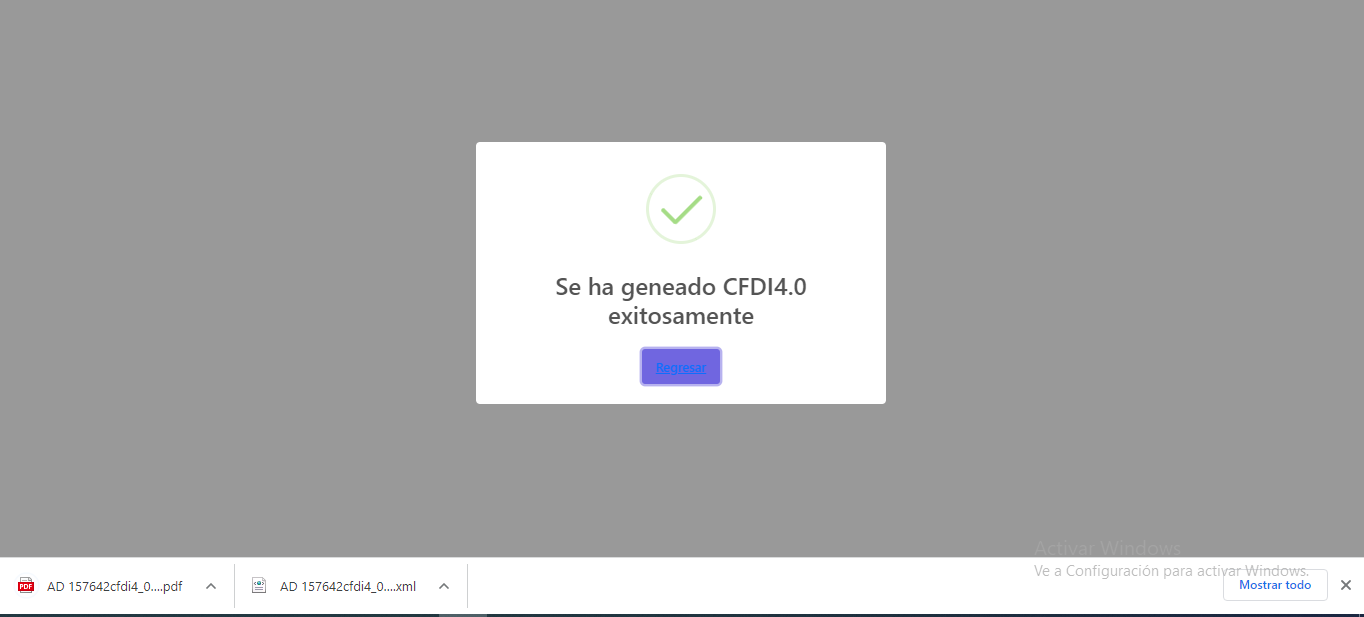 Se ha geneado CFDI4.0
exitosamente
Regresar
Activar Windows
Ve a Configuración para activar Windows.
PDF
AD 157642cfdi4_0....pdf
AD 157642cfdi4_0....xml
Mostrar todo